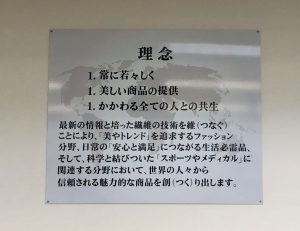 理念
1. 常に若々しく
1. 美しい商品の提供
1. かかわる全ての人との共生
最新の情報と培った繊維の技術を維(つなぐ)
ことにより、「美やトレンド」を追求するファッション
分野、日常の「安心と満足」につながる生活必需品、
そして、科学と結びついた「スポーツやメディカル」に
関連する分野において、世界の人々から
信頼される魅力的な商品を創(つく)り出します。